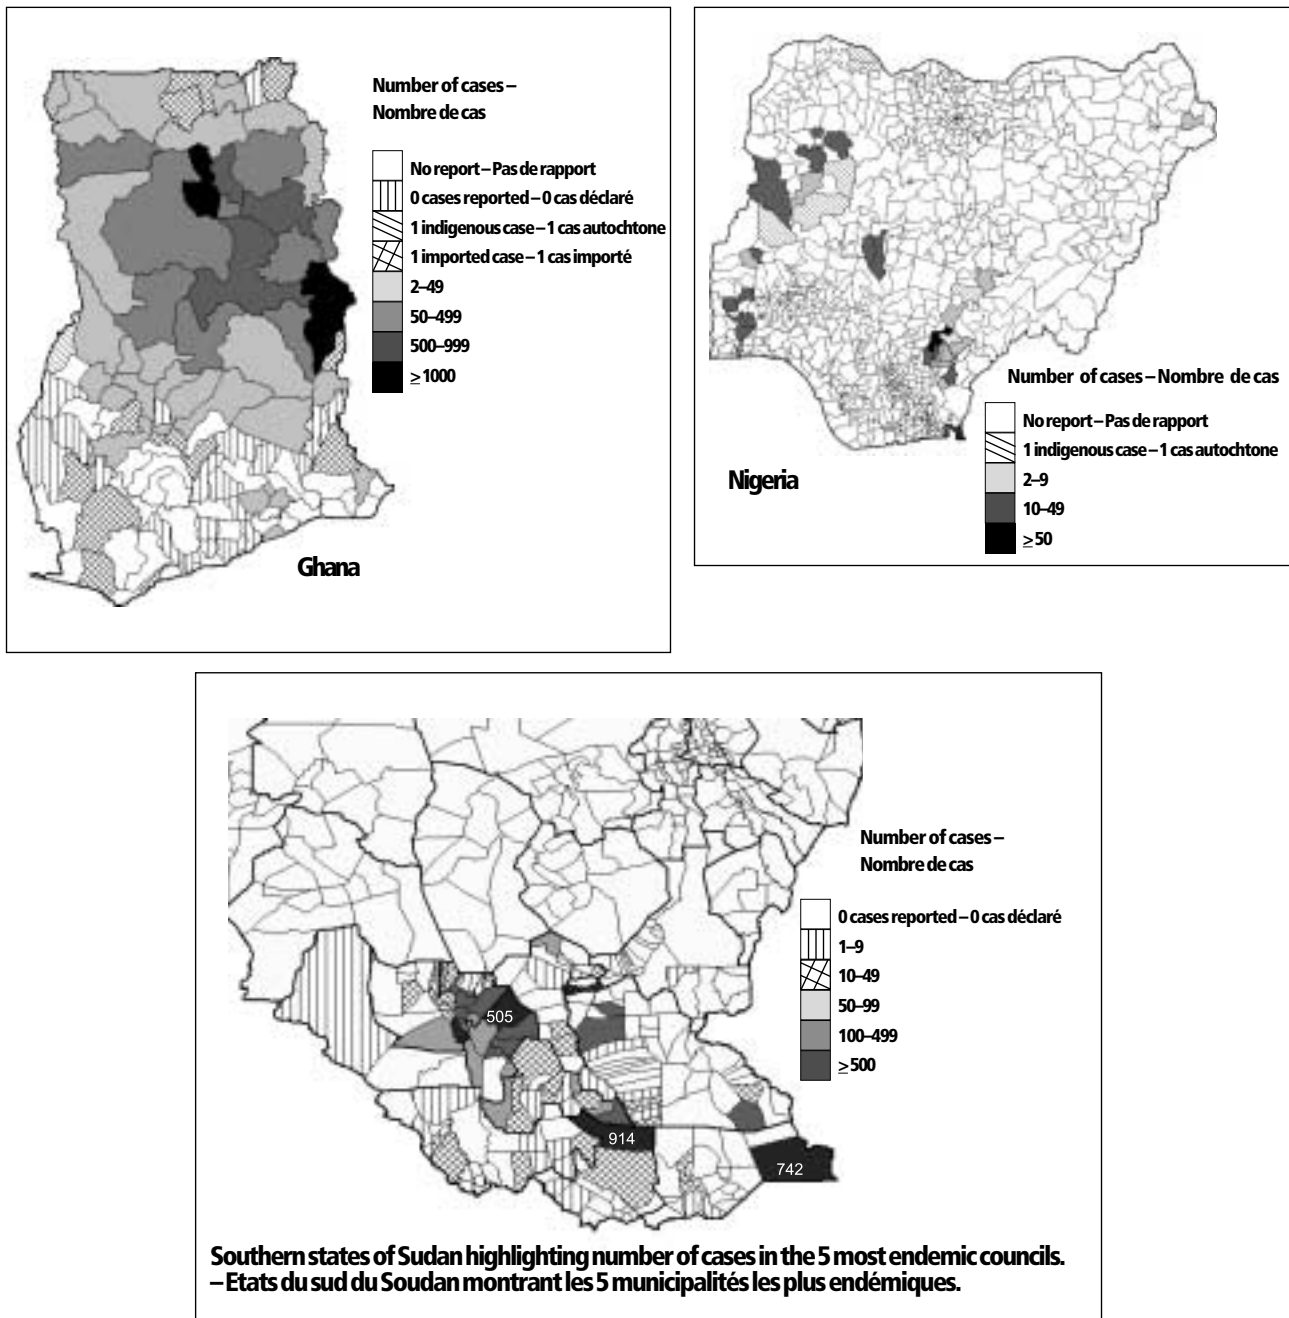 Number of cases –
Nombre de cas
No report – Pas de rapport
0 cases reported – 0 cas déclaré
1 indigenous case – 1 cas autochtone
1 imported case – 1 cas importé
2–49
50–499
500–999
≥ 1000
Ghana
Number of cases – Nombre de cas
No report – Pas de rapport
1 indigenous case – 1 cas autochtone
2–9
10–49
≥ 50
Nigeria
Number of cases –
Nombre de cas
0 cases reported – 0 cas déclaré
1–9
10–49
50–99
100–499
≥ 500
505
914
742
Southern states of Sudan highlighting number of cases in the 5 most endemic councils.
– Etats du sud du Soudan montrant les 5 municipalités les plus endémiques.